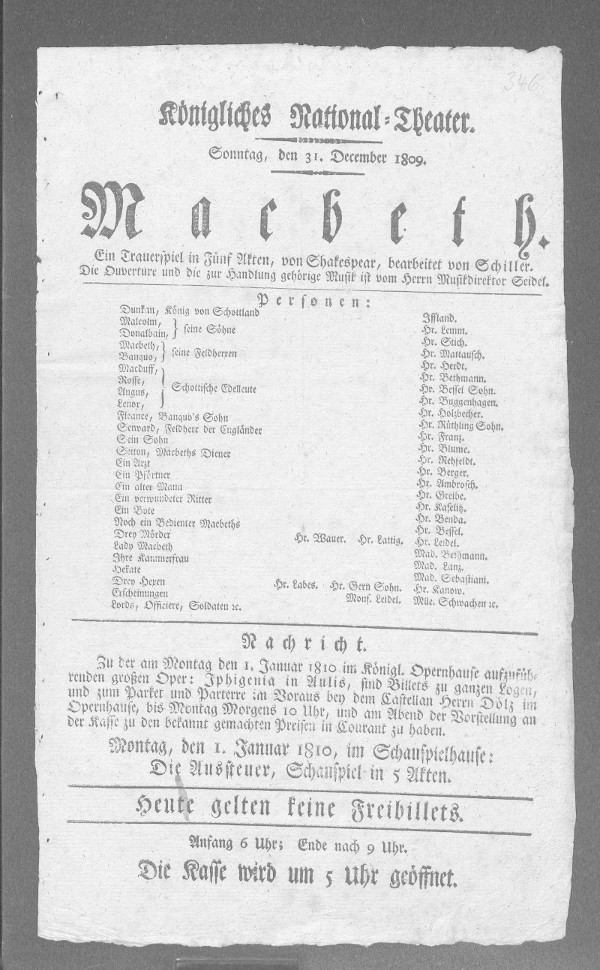 346
Königliches National-Theater.
Sonntag, den 31. December 1809.
Macbeth.
Ein Trauerspiel in Fünf Akten, von Shakespear, bearbeitet von Schiller.
Die Ouverture und die zur Handlung gehörige Musik ist vom Herrn Musikdirektor Seidel.
Personen:
Dunkan, König von Schottland Iffland.
Malcolm, } seine Söhne Hr. Lemm.
Donalbain, Hr. Stich.
Macbeth, } seine Feldherren Hr. Mattausch.
Banquo, Hr. Herdt.
Macduff, Hr. Bethmann.
Rosse, } Schottische Edelleute Hr. Bessel Sohn.
Angus, Hr. Buggenhagen.
Lenox, Hr. Holzbecher.
Fleance, Banquo's Sohn Hr. Rüthling Sohn.
Seyward, Feldherr der Engländer Hr. Franz.
Sein Sohn Hr. Blume.
Seyton, Macbeths Diener Hr. Rehfeldt.
Ein Arzt Hr. Berger.
Ein Pförtner Hr. Ambrosch.
Ein alter Mann Hr. Greibe.
Ein verwundeter Ritter Hr. Kaselitz.
Ein Bote Hr. Benda.
Noch ein Bedienter Macbeths Hr. Bessel.
Drey Mörder Hr. Wauer. Hr. Lattig. Hr. Leidel.
Lady Macbeth Mad. Bethmann.
Ihre Kammerfrau Mad. Lanz.
Hekate Mad. Sebastiani.
Drey Hexen Hr. Labes. Hr. Gern Sohn. Hr. Kanow.
Erscheinungen Mons. Leidel. Mlle. Schwachen ꝛc.
Lords, Officiere, Soldaten ꝛc.
Nachricht.
Zu der am Montag den 1. Januar 1810 im Königl. Opernhause aufzufüh-
renden großen Oper: Iphigenia in Aulis, sind Billets zu ganzen Logen,
und zum Parket und Parterre im Voraus bey dem Castellan Herrn Dölz im
Opernhause, bis Montag Morgens 10 Uhr, und am Abend der Vorstellung an
der Kasse zu den bekannt gemachten Preisen in Courant zu haben.
Montag, den 1. Januar 1810, im Schauspielhause:
Die Aussteuer, Schauspiel in 5 Akten.
Heute gelten keine Freibillets.
Anfang 6 Uhr; Ende nach 9 Uhr.
Die Kasse wird um 5 Uhr geöffnet.